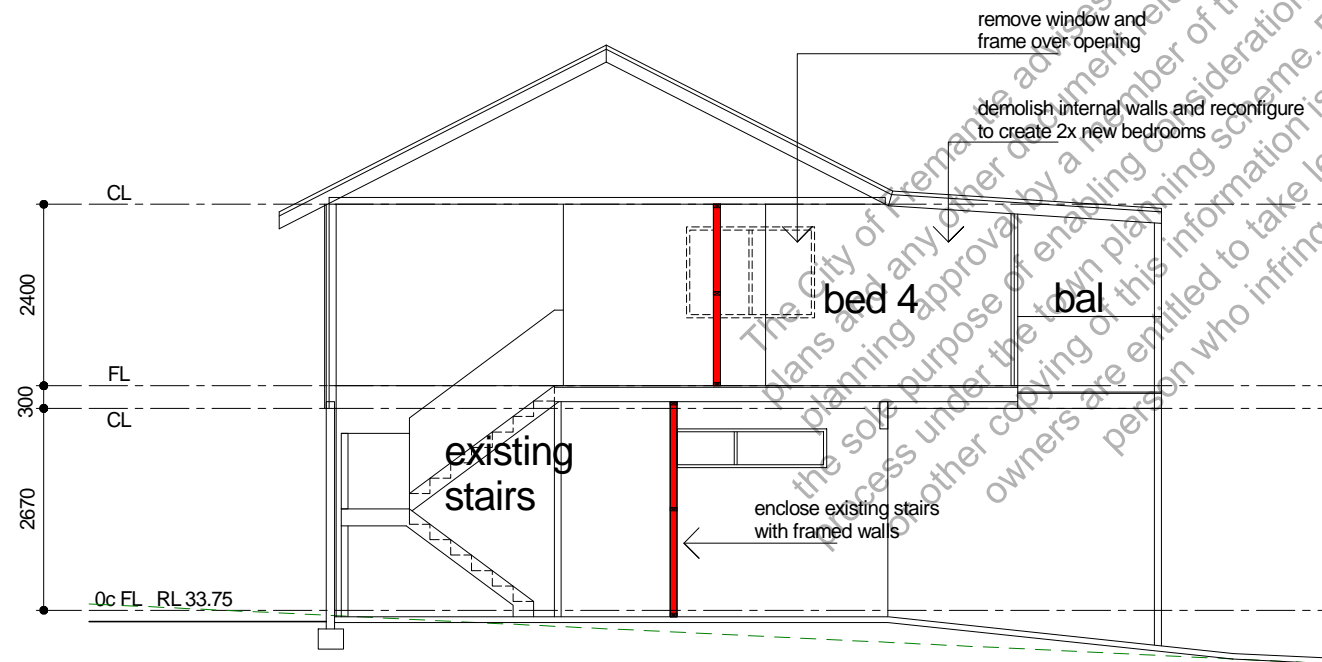 remove window and
frame over opening
demolish internal walls and reconfigure
to create 2x new bedrooms
CL
2400
bed 4
bal
FL
300
CL
existing
stairs
2670
enclose existing stairs
with framed walls
0c FL RL 33.75
The City of Fremantle advises
plans and any other document
planning approval by a member of the
the sole purpose of enabling consideration
process under the town planning scheme.
or other copying of this information is
owners are entitled to take
person who